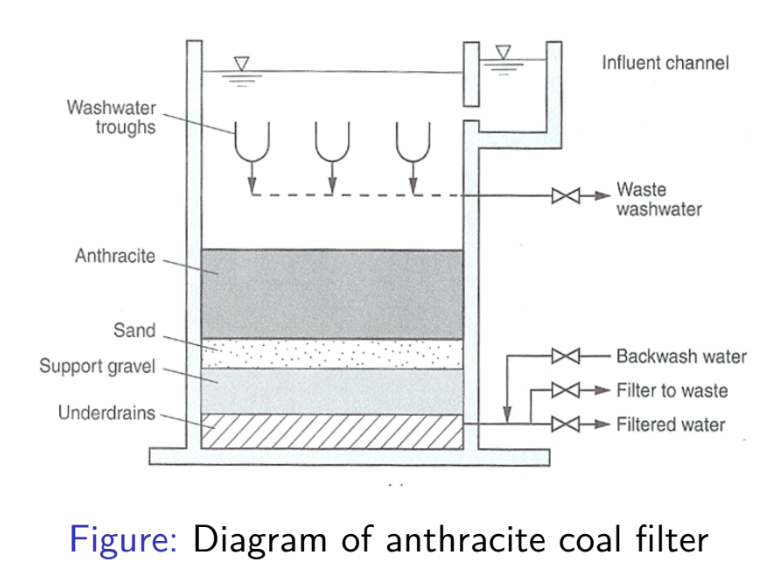 Influent channel
Washwater
troughs
Waste
washwater
Anthracite
Sand
Support gravel
Underdrains
Backwash water
Filter to waste
Filtered water
Figure: Diagram of anthracite coal filter